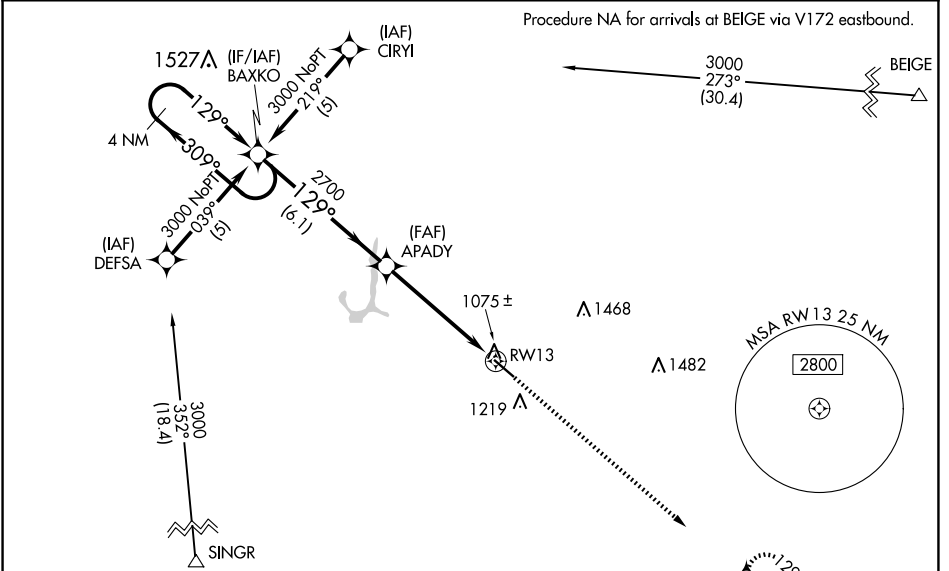 Procedure NA for arrivals at BEIGE via V172 eastbound.
(IAF)
CIRYI
1527
(IF/IAF)
BAXKO
3000 NoPT
219°
(5)
3000
273°
(30.4)
BEIGE
129°
4 NM
309°
3000 NoPT
039°
(5)
2700
129°
(6.1)
(IAF)
DEFSA
(FAF)
APADY
1075 ±
1468
RW13
MSA RW13 25 NM
2800
1482
1219
3000
352°
(18.4)
SINGR